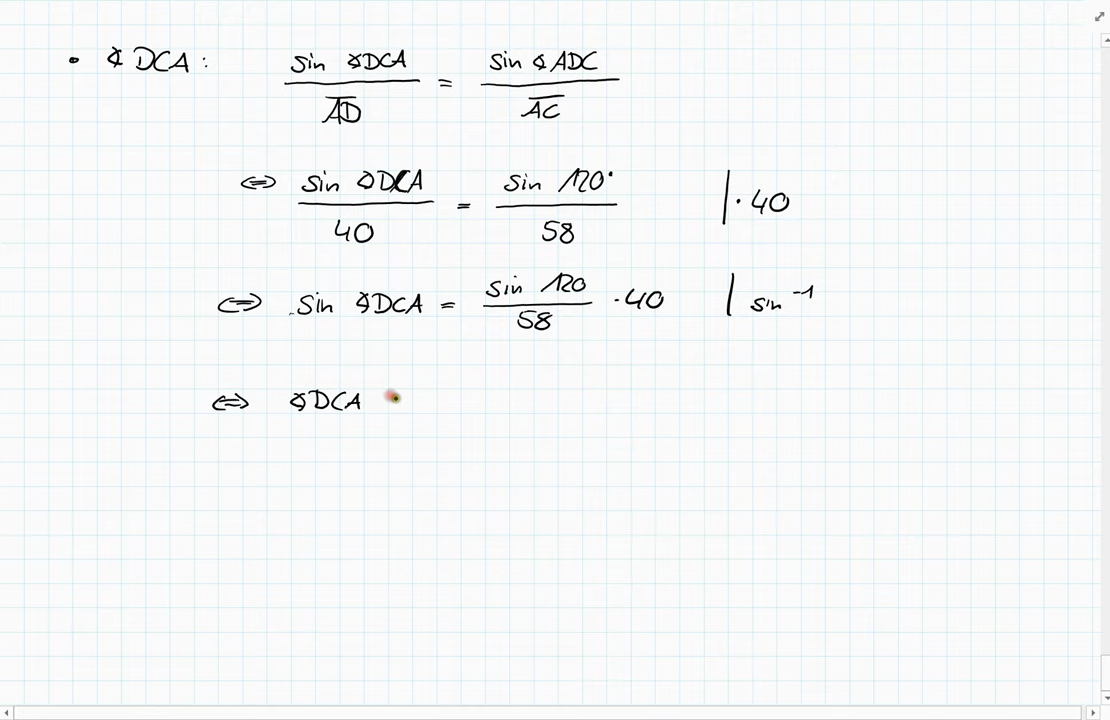 • ∢ DCA : sin ∢DCA / AD̅ = sin ∢ADC / AC̅
⇔ sin ∢DCA / 40 = sin 120° / 58 | · 40
⇔ sin ∢DCA = sin 120 / 58 · 40 | sin⁻¹
⇔ ∢DCA